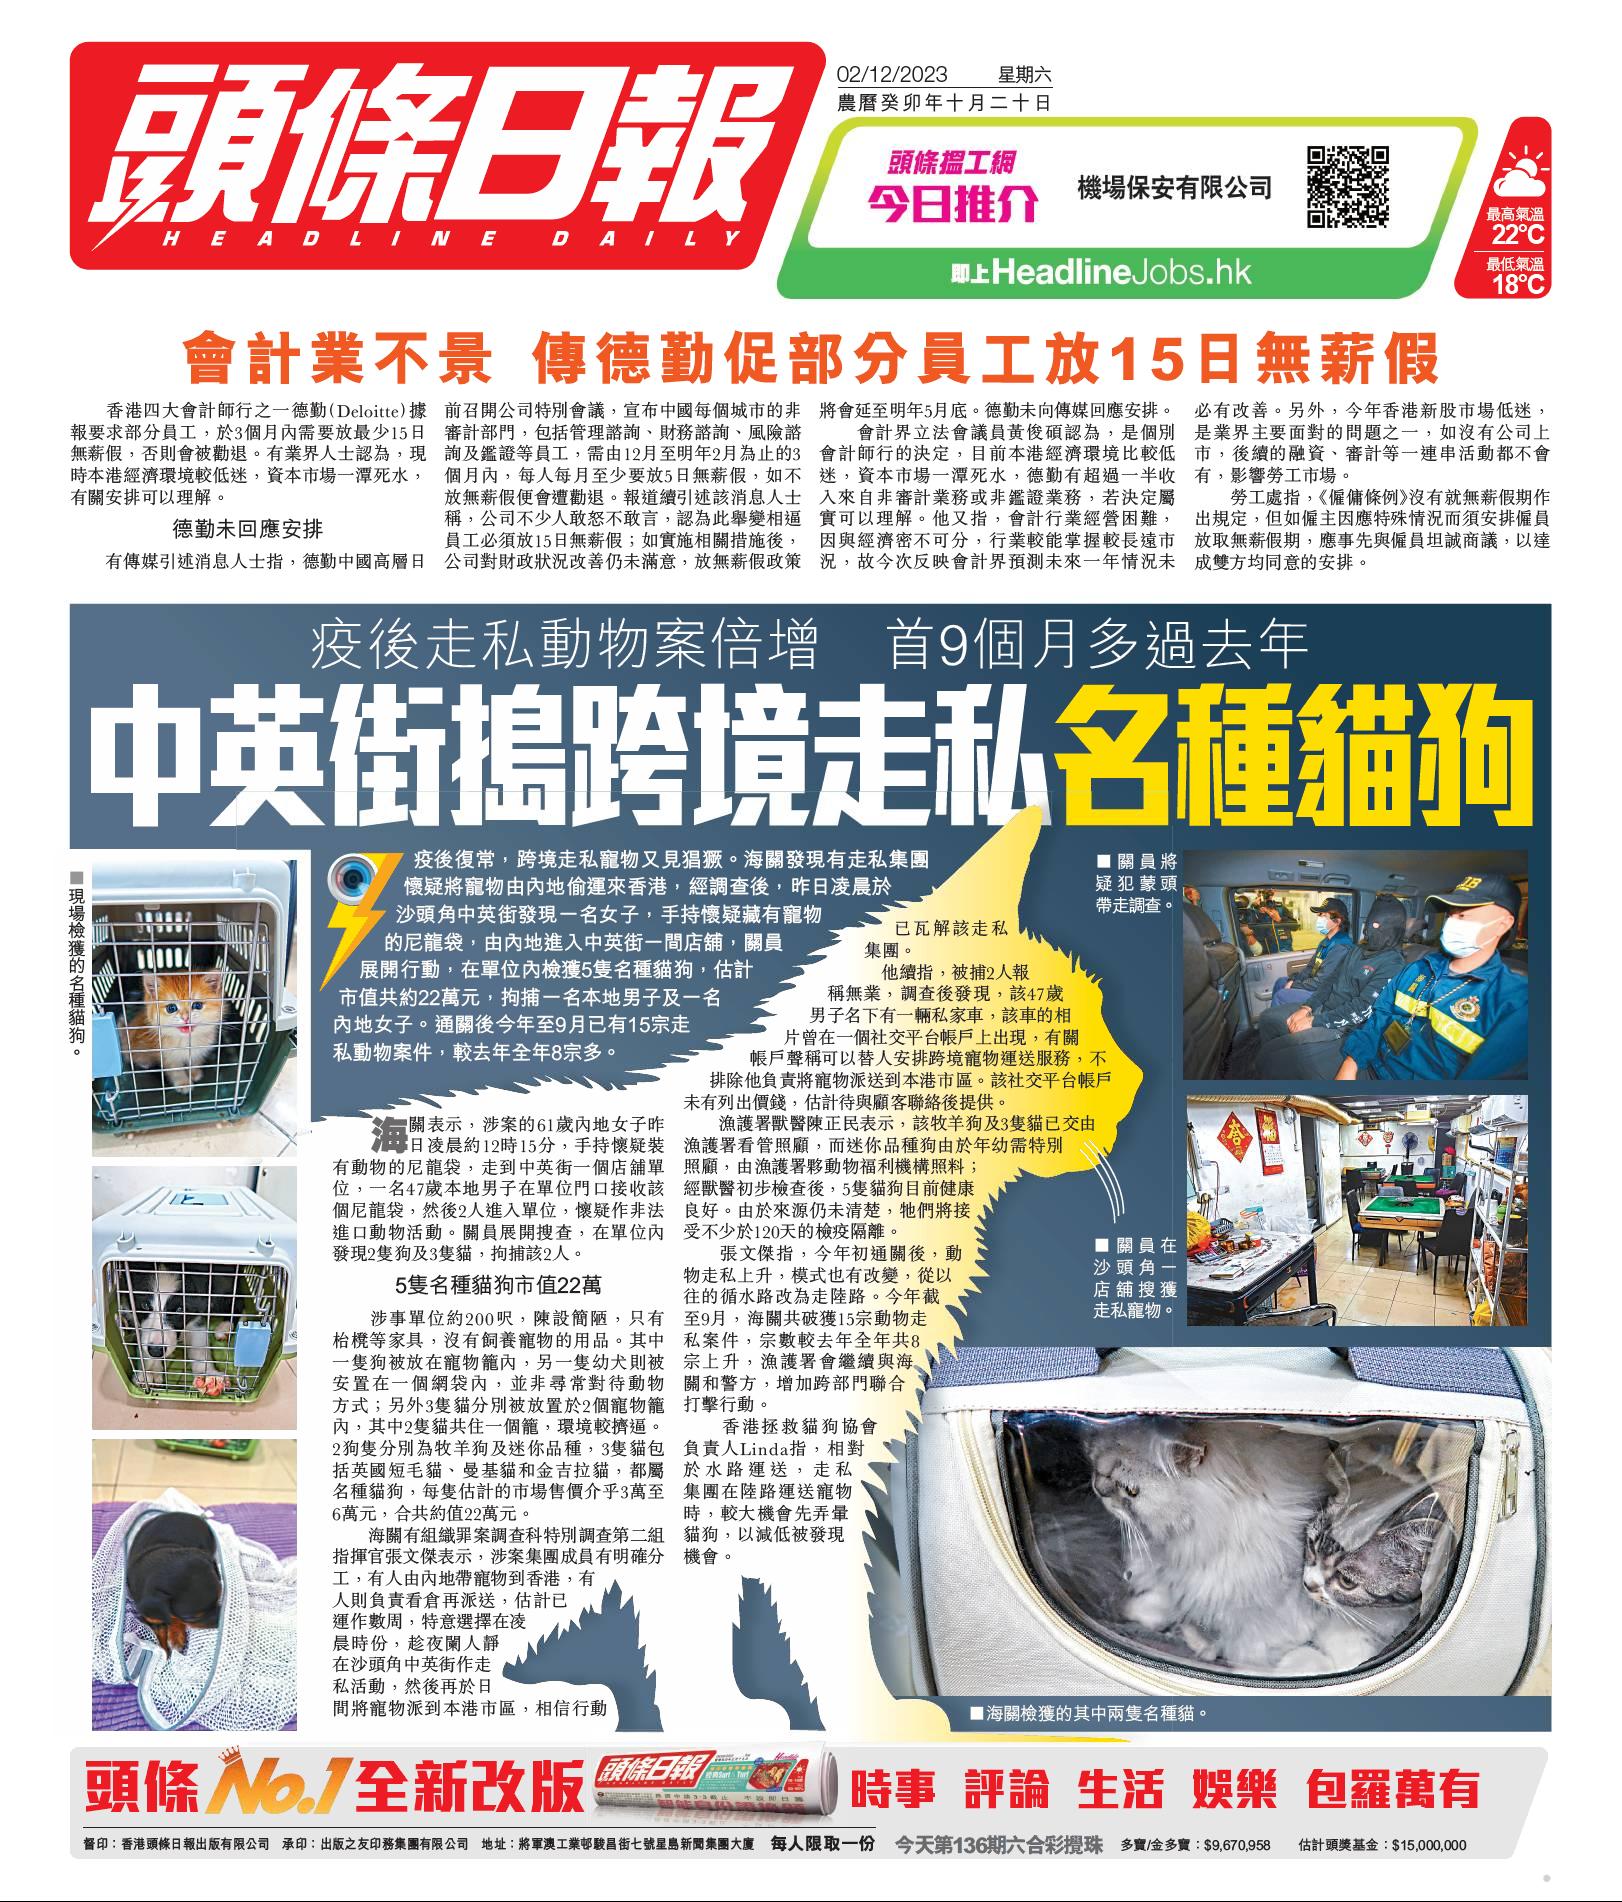 頭條日報
HEADLINE DAILY
02/12/2023 星期六
農曆癸卯年十月二十日
頭條搵工網
今日推介
機場保安有限公司
即上HeadlineJobs.hk
最高氣溫
22°C
最低氣溫
18°C
會計業不景 傳德勤促部分員工放15日無薪假
香港四大會計師行之一德勤(Deloitte)據
報要求部分員工，於3個月內需要放最少15日
無薪假，否則會被勸退。有業界人士認為，現
時本港經濟環境較低迷，資本市場一潭死水，
有關安排可以理解。
德勤未回應安排
有傳媒引述消息人士指，德勤中國高層日
前召開公司特別會議，宣布中國每個城市的非
審計部門，包括管理諮詢、財務諮詢、風險諮
詢及鑑證等員工，需由12月至明年2月為止的3
個月內，每人每月至少要放5日無薪假，如不
放無薪假便會遭勸退。報道續引述該消息人士
稱，公司不少人敢怒不敢言，認為此舉變相逼
員工必須放15日無薪假；如實施相關措施後，
公司對財政狀況改善仍未滿意，放無薪假政策
將會延至明年5月底。德勤未向傳媒回應安排。
會計界立法會議員黃俊碩認為，是個別
會計師行的決定，目前本港經濟環境比較低
迷，資本市場一潭死水，德勤有超過一半收
入來自非審計業務或非鑑證業務，若決定屬
實可以理解。他又指，會計行業經營困難，
因與經濟密不可分，行業較能掌握較長遠市
況，故今次反映會計界預測未來一年情況未
必有改善。另外，今年香港新股市場低迷，
是業界主要面對的問題之一，如沒有公司上
市，後續的融資、審計等一連串活動都不會
有，影響勞工市場。
勞工處指，《僱傭條例》沒有就無薪假期作
出規定，但如僱主因應特殊情況而須安排僱員
放取無薪假期，應事先與僱員坦誠商議，以達
成雙方均同意的安排。
疫後走私動物案倍增 首9個月多過去年
中英街搗跨境走私名種貓狗
■現場檢獲的名種貓狗。
疫後復常，跨境走私寵物又見猖獗。海關發現有走私集團
懷疑將寵物由內地偷運來香港，經調查後，昨日凌晨於
沙頭角中英街發現一名女子，手持懷疑藏有寵物
的尼龍袋，由內地進入中英街一間店舖，關員
展開行動，在單位內檢獲5隻名種貓狗，估計
市值共約22萬元，拘捕一名本地男子及一名
內地女子。通關後今年至9月已有15宗走
私動物案件，較去年全年8宗多。
海關表示，涉案的61歲內地女子昨
日凌晨約12時15分，手持懷疑裝
有動物的尼龍袋，走到中英街一個店舖單
位，一名47歲本地男子在單位門口接收該
個尼龍袋，然後2人進入單位，懷疑作非法
進口動物活動。關員展開搜查，在單位內
發現2隻狗及3隻貓，拘捕該2人。
5隻名種貓狗市值22萬
涉事單位約200呎，陳設簡陋，只有
枱櫈等家具，沒有飼養寵物的用品。其中
一隻狗被放在寵物籠內，另一隻幼犬則被
安置在一個網袋內，並非尋常對待動物
方式；另外3隻貓分別被放置於2個寵物籠
內，其中2隻貓共住一個籠，環境較擠逼。
2狗隻分別為牧羊狗及迷你品種，3隻貓包
括英國短毛貓、曼基貓和金吉拉貓，都屬
名種貓狗，每隻估計的市場售價介乎3萬至
6萬元，合共約值22萬元。
海關有組織罪案調查科特別調查第二組
指揮官張文傑表示，涉案集團成員有明確分
工，有人由內地帶寵物到香港，有
人則負責看倉再派送，估計已
運作數周，特意選擇在凌
晨時份，趁夜闌人靜
在沙頭角中英街作走
私活動，然後再於日
間將寵物派到本港市區，相信行動
已瓦解該走私
集團。
他續指，被捕2人報
稱無業，調查後發現，該47歲
男子名下有一輛私家車，該車的相
片曾在一個社交平台帳戶上出現，有關
帳戶聲稱可以替人安排跨境寵物運送服務，不
排除他負責將寵物派送到本港市區。該社交平台帳戶
未有列出價錢，估計待與顧客聯絡後提供。
漁護署獸醫陳正民表示，該牧羊狗及3隻貓已交由
漁護署看管照顧，而迷你品種狗由於年幼需特別
照顧，由漁護署夥動物福利機構照料；
經獸醫初步檢查後，5隻貓狗目前健康
良好。由於來源仍未清楚，牠們將接
受不少於120天的檢疫隔離。
張文傑指，今年初通關後，動
物走私上升，模式也有改變，從以
往的循水路改為走陸路。今年截
至9月，海關共破獲15宗動物走
私案件，宗數較去年全年共8
宗上升，漁護署會繼續與海
關和警方，增加跨部門聯合
打擊行動。
香港拯救貓狗協會
負責人Linda指，相對
於水路運送，走私
集團在陸路運送寵物
時，較大機會先弄暈
貓狗，以減低被發現
機會。
■關員將
疑犯蒙頭
帶走調查。
■關員在
沙頭角一
店舖搜獲
走私寵物。
■海關檢獲的其中兩隻名種貓。
頭條No.1全新改版
頭條日報
時事 評論 生活 娛樂 包羅萬有
督印：香港頭條日報出版有限公司 承印：出版之友印務集團有限公司 地址：將軍澳工業邨駿昌街七號星島新聞集團大廈 每人限取一份 今天第136期六合彩攪珠 多寶/金多寶：$9,670,958 估計頭獎基金：$15,000,000